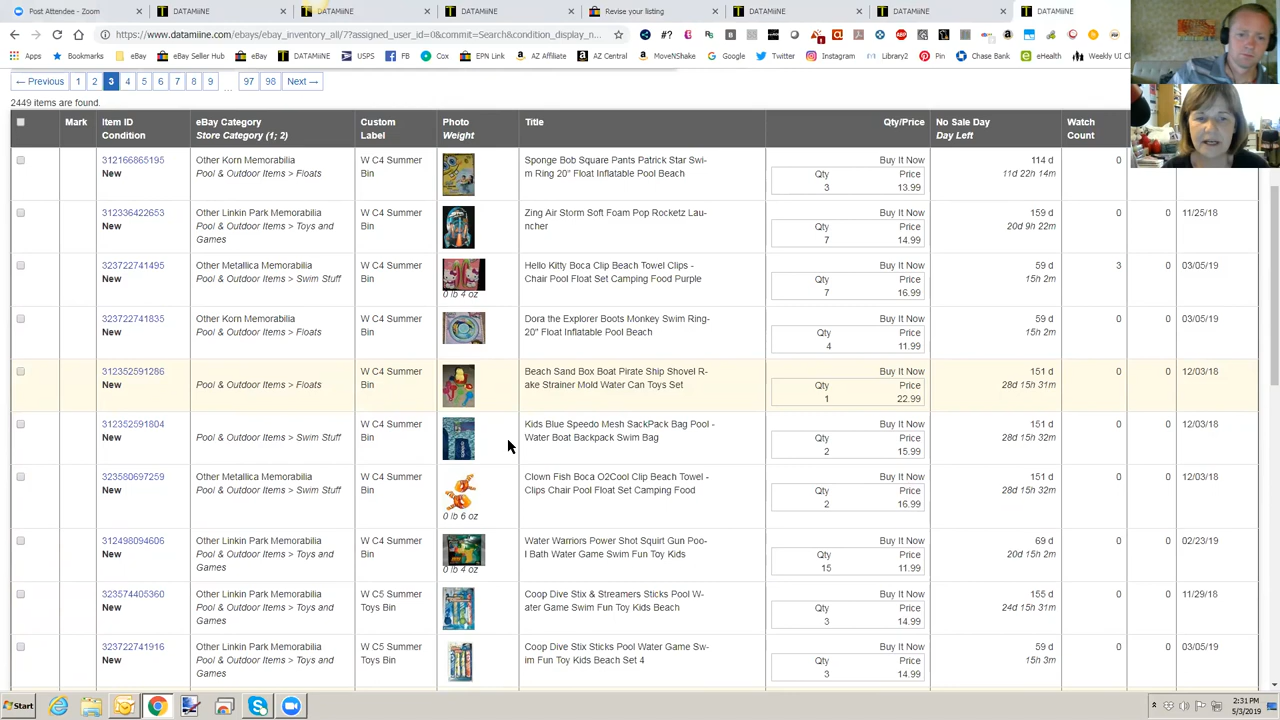 Post Attendee - Zoom
DATAMiiNE
DATAMiiNE
DATAMiiNE
Revise your listing
DATAMiiNE
DATAMiiNE
DATAMiiNE
https://www.datamiine.com/ebays/ebay_inventory_all/7?assigned_user_id=0&commit=Search&condition_display_n...
Apps Bookmarks eBay eBay Seller Hub eBay DATAMiiNE USPS FB Cox EPN Link AZ Affiliate AZ Central MoveNShake Google Twitter Instagram Library2 Pin Chase Bank eHealth Weekly UI Cl
← Previous 1 2 3 4 5 6 7 8 9 ... 97 98 Next →
2449 items are found.
Mark Item ID Condition eBay Category Store Category (1; 2) Custom Label Photo Weight Title Qty/Price No Sale Day Day Left Watch Count
312166865195 Other Korn Memorabilia W C4 Summer Sponge Bob Square Pants Patrick Star Swi- Buy It Now 114 d 0
New Pool & Outdoor Items > Floats Bin m Ring 20" Float Inflatable Pool Beach Qty Price 11d 22h 14m
3 13.99
312336422653 Other Linkin Park Memorabilia W C4 Summer Zing Air Storm Soft Foam Pop Rocketz Lau- Buy It Now 159 d 0 0 11/25/18
New Pool & Outdoor Items > Toys and Bin ncher Qty Price 20d 9h 22m
Games 7 14.99
323722741495 Other Metallica Memorabilia W C4 Summer Hello Kitty Boca Clip Beach Towel Clips - Buy It Now 59 d 3 0 03/05/19
New Pool & Outdoor Items > Swim Stuff Bin Chair Pool Float Set Camping Food Purple Qty Price 15h 2m
0 lb 4 oz 7 16.99
323722741835 Other Korn Memorabilia W C4 Summer Dora the Explorer Boots Monkey Swim Ring- Buy It Now 59 d 0 0 03/05/19
New Pool & Outdoor Items > Floats Bin 20" Float Inflatable Pool Beach Qty Price 15h 2m
4 11.99
312352591286 W C4 Summer Beach Sand Box Boat Pirate Ship Shovel R- Buy It Now 151 d 0 0 12/03/18
New Pool & Outdoor Items > Floats Bin ake Strainer Mold Water Can Toys Set Qty Price 28d 15h 31m
1 22.99
312352591804 W C4 Summer Kids Blue Speedo Mesh SackPack Bag Pool - Buy It Now 151 d 0 0 12/03/18
New Pool & Outdoor Items > Swim Stuff Bin Water Boat Backpack Swim Bag Qty Price 28d 15h 32m
2 15.99
323580697259 Other Metallica Memorabilia W C4 Summer Clown Fish Boca O2Cool Clip Beach Towel - Buy It Now 151 d 0 0 12/03/18
New Pool & Outdoor Items > Swim Stuff Bin Clips Chair Pool Float Set Camping Food Qty Price 28d 15h 32m
0 lb 6 oz 2 16.99
312498094606 Other Linkin Park Memorabilia W C4 Summer Water Warriors Power Shot Squirt Gun Poo- Buy It Now 69 d 0 0 02/23/19
New Pool & Outdoor Items > Toys and Bin l Bath Water Game Swim Fun Toy Kids Qty Price 20d 15h 2m
Games 0 lb 4 oz 15 11.99
323574405360 Other Linkin Park Memorabilia W C5 Summer Coop Dive Stix & Streamers Sticks Pool W- Buy It Now 155 d 0 0 11/29/18
New Pool & Outdoor Items > Toys and Toys Bin ater Game Swim Fun Toy Kids Beach Qty Price 24d 15h 31m
Games 3 14.99
323722741916 Other Linkin Park Memorabilia W C5 Summer Coop Dive Stix Sticks Pool Water Game Sw- Buy It Now 59 d 0 0 03/05/19
New Pool & Outdoor Items > Toys and Toys Bin im Fun Toy Kids Beach Set 4 Qty Price 15h 3m
Games 3 14.99
Start 2:31 PM
5/3/2019